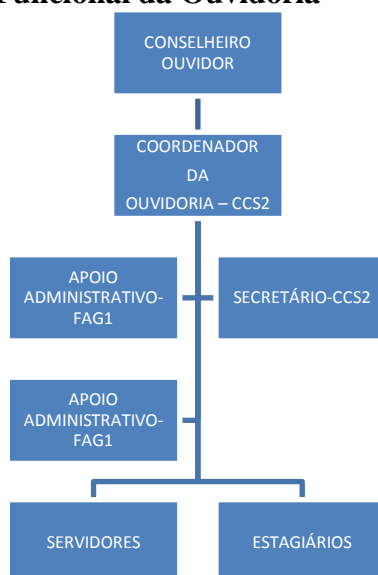 Funcional da Ouvidoria
CONSELHEIRO
OUVIDOR
COORDENADOR
DA
OUVIDORIA – CCS2
APOIO
ADMINISTRATIVO-
FAG1
SECRETÁRIO-CCS2
APOIO
ADMINISTRATIVO-
FAG1
SERVIDORES
ESTAGIÁRIOS